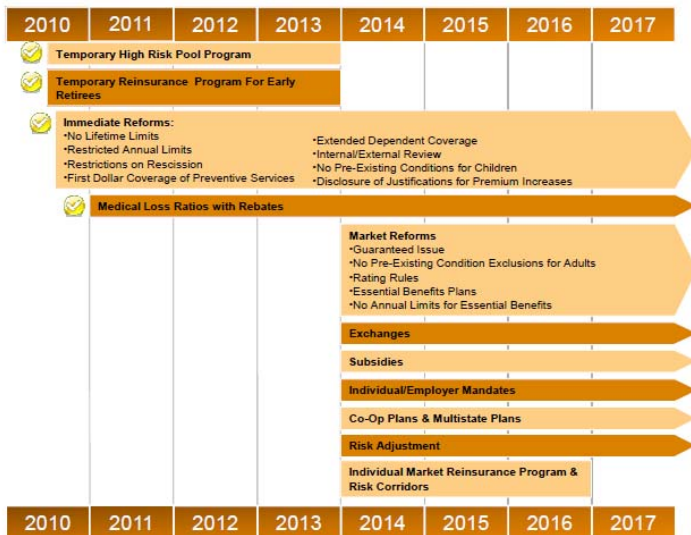 2010 2011 2012 2013 2014 2015 2016 2017
Temporary High Risk Pool Program
Temporary Reinsurance Program For Early
Retirees
Immediate Reforms:
•No Lifetime Limits
•Restricted Annual Limits
•Restrictions on Rescission
•First Dollar Coverage of Preventive Services
•Extended Dependent Coverage
•Internal/External Review
•No Pre-Existing Conditions for Children
•Disclosure of Justifications for Premium Increases
Medical Loss Ratios with Rebates
Market Reforms
•Guaranteed Issue
•No Pre-Existing Condition Exclusions for Adults
•Rating Rules
•Essential Benefits Plans
•No Annual Limits for Essential Benefits
Exchanges
Subsidies
Individual/Employer Mandates
Co-Op Plans & Multistate Plans
Risk Adjustment
Individual Market Reinsurance Program &
Risk Corridors
2010 2011 2012 2013 2014 2015 2016 2017